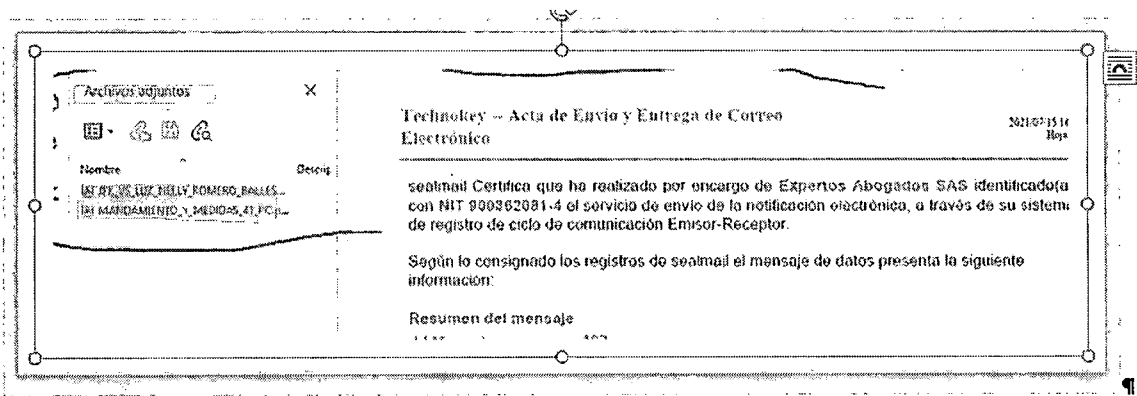 Archivos adjuntos
Nombre
Descrip
MANDAMIENTO_Y_MEDIDAS_41_PC.p...
Technokey – Acta de Envío y Entrega de Correo
Electrónico
Hoja
sealmail Certifica que ha realizado por encargo de Expertos Abogados SAS identificado(a
con NIT 900362081-4 el servicio de envío de la notificación electrónica, a través de su sistema
de registro de ciclo de comunicación Emisor-Receptor.
Según lo consignado los registros de sealmail el mensaje de datos presenta la siguiente
información:
Resumen del mensaje